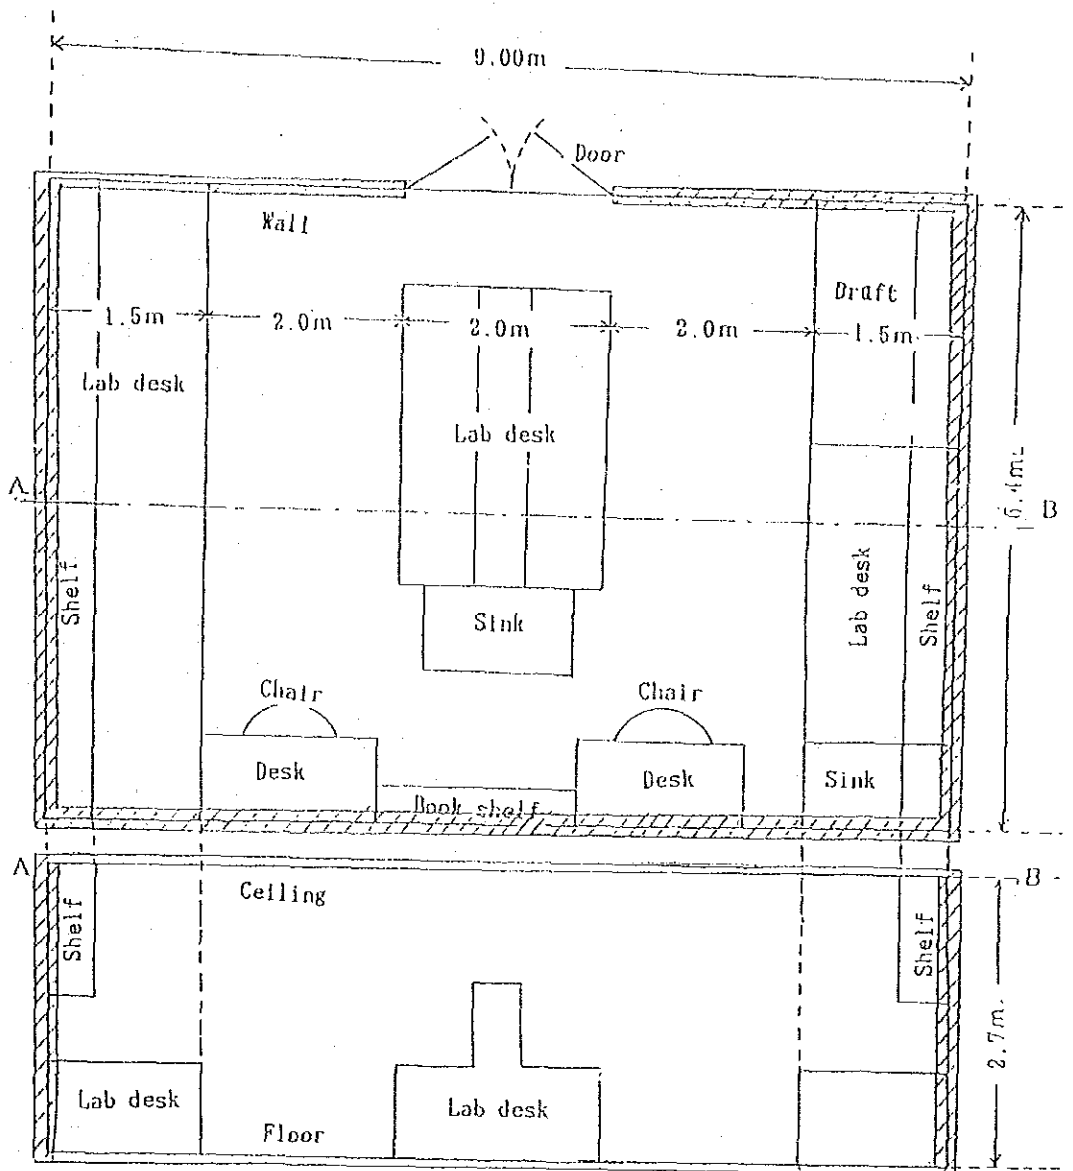 9.00m
Door
Wall
Draft
1.5m
2.0m
2.0m
2.0m
1.5m
Lab desk
Lab desk
A
B
Shelf
Lab desk
Shelf
Sink
Chair
Chair
Desk
Desk
Sink
Book shelf
A
B
Ceiling
Shelf
Shelf
2.7m.
Lab desk
Lab desk
Floor